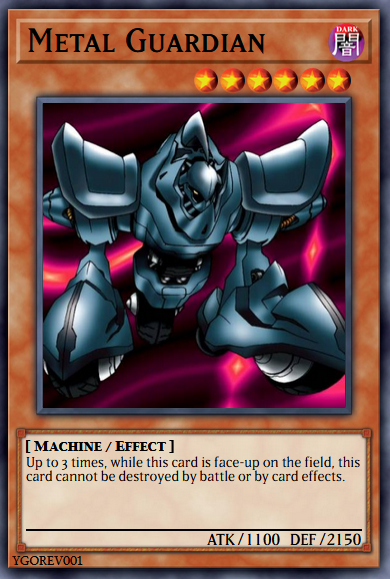 METAL GUARDIAN
DARK
闇
[ MACHINE / EFFECT ]
Up to 3 times, while this card is face-up on the field, this
card cannot be destroyed by battle or by card effects.
ATK/1100 DEF/2150
YGOREV001